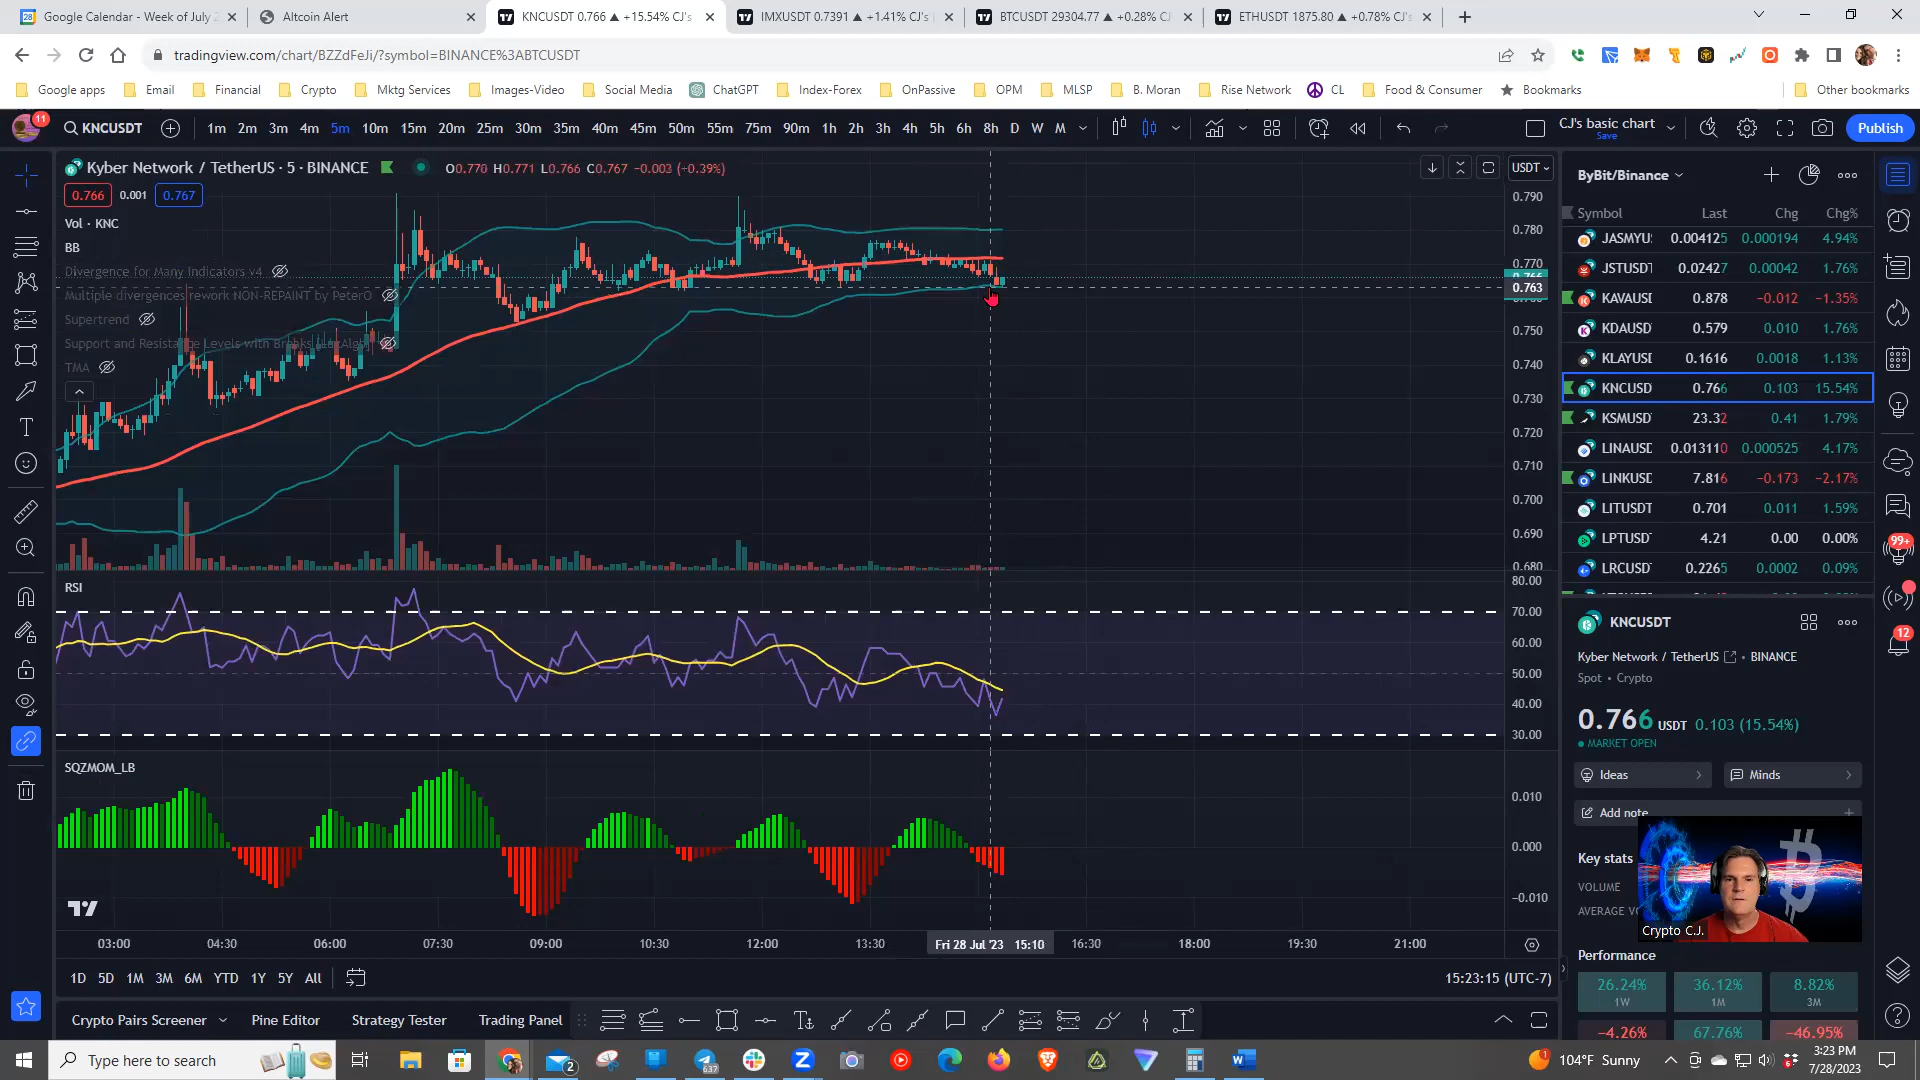 Google Calendar - Week of July 2
Altcoin Alert
KNCUSDT 0.766 ▲ +15.54% CJ's
IMXUSDT 0.7391 ▲ +1.41% CJ's
BTCUSDT 29304.77 ▲ +0.28% CJ
ETHUSDT 1875.80 ▲ +0.78% CJ's
tradingview.com/chart/BZZdFeJi/?symbol=BINANCE%3ABTCUSDT
Google apps Email Financial Crypto Mktg Services Images-Video Social Media ChatGPT Index-Forex OnPassive OPM MLSP B. Moran Rise Network CL Food & Consumer Bookmarks Other bookmarks
11
KNCUSDT 1m 2m 3m 4m 5m 10m 15m 20m 25m 30m 35m 40m 45m 50m 55m 75m 90m 1h 2h 3h 4h 5h 6h 8h D W M
CJ's basic chart
Save
Publish
Kyber Network / TetherUS · 5 · BINANCE O0.770 H0.771 L0.766 C0.767 −0.003 (−0.39%)
USDT
0.766 0.001 0.767
Vol · KNC
BB
Divergence for Many Indicators v4
Multiple divergences rework NON-REPAINT by PeterO
Supertrend
TMA
0.790
0.780
0.770
0.766
0.763
0.750
0.740
0.730
0.720
0.710
0.700
0.690
0.680
RSI
80.00
70.00
60.00
50.00
40.00
30.00
SQZMOM_LB
0.010
0.000
−0.010
03:00 04:30 06:00 07:30 09:00 10:30 12:00 13:30 Fri 28 Jul '23 15:10 16:30 18:00 19:30 21:00
1D 5D 1M 3M 6M YTD 1Y 5Y All
15:23:15 (UTC-7)
Crypto Pairs Screener Pine Editor Strategy Tester Trading Panel
ByBit/Binance
Symbol Last Chg Chg%
JASMYU 0.004125 0.000194 4.94%
JSTUSDT 0.02427 0.00042 1.76%
KAVAUSI 0.878 −0.012 −1.35%
KDAUSD 0.579 0.010 1.76%
KLAYUSI 0.1616 0.0018 1.13%
KNCUSD 0.766 0.103 15.54%
KSMUSD 23.32 0.41 1.79%
LINAUSI 0.013110 0.000525 4.17%
LINKUSI 7.816 −0.173 −2.17%
LITUSDT 0.701 0.011 1.59%
LPTUSD 4.21 0.00 0.00%
LRCUSD 0.2265 0.0002 0.09%
KNCUSDT
Kyber Network / TetherUS • BINANCE
Spot • Crypto
0.766 USDT 0.103 (15.54%)
MARKET OPEN
Ideas
Minds
Add note
Key stats
VOLUME
AVERAGE VO
Crypto C.J.
Performance
26.24% 36.12% 8.82%
1W 1M 3M
−4.26% 67.76% −46.95%
99+
12
Type here to search
2
637
1
104°F Sunny
6
3:23 PM
7/28/2023